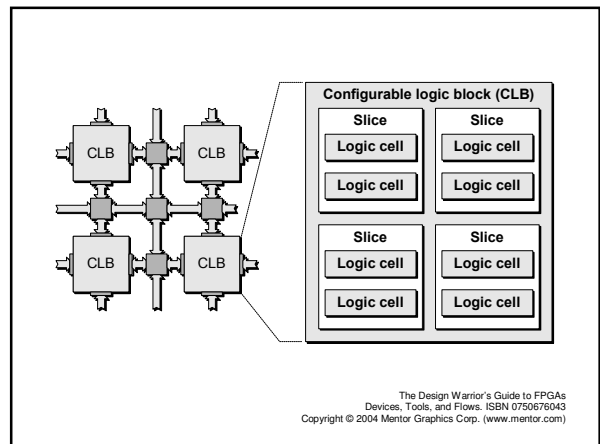 CLB
CLB
CLB
CLB
Configurable logic block (CLB)
Slice
Logic cell
Logic cell
Slice
Logic cell
Logic cell
Slice
Logic cell
Logic cell
Slice
Logic cell
Logic cell
The Design Warrior's Guide to FPGAs
Devices, Tools, and Flows. ISBN 0750676043
Copyright © 2004 Mentor Graphics Corp. (www.mentor.com)